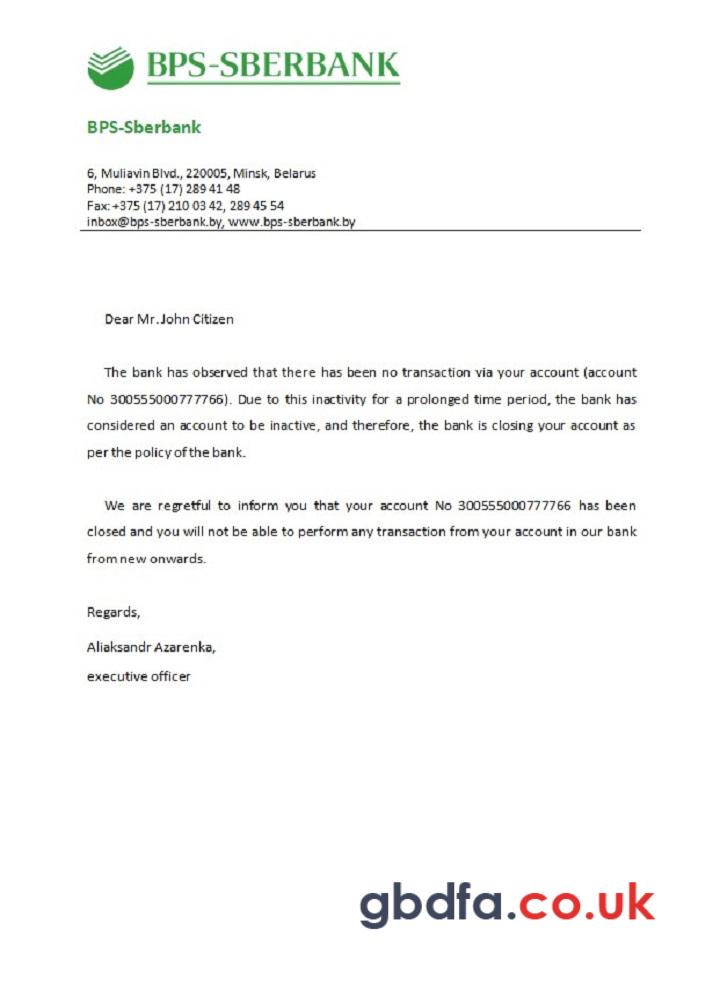 BPS-SBERBANK
BPS-Sberbank
6, Muliavin Blvd., 220005, Minsk, Belarus
Phone: +375 (17) 289 41 48
Fax: +375 (17) 210 03 42, 289 45 54
inbox@bps-sberbank.by, www.bps-sberbank.by
Dear Mr. John Citizen
The bank has observed that there has been no transaction via your account (account
No 300555000777766). Due to this inactivity for a prolonged time period, the bank has
considered an account to be inactive, and therefore, the bank is closing your account as
per the policy of the bank.
We are regretful to inform you that your account No 300555000777766 has been
closed and you will not be able to perform any transaction from your account in our bank
from new onwards.
Regards,
Aliaksandr Azarenka,
executive officer
gbdfa.co.uk